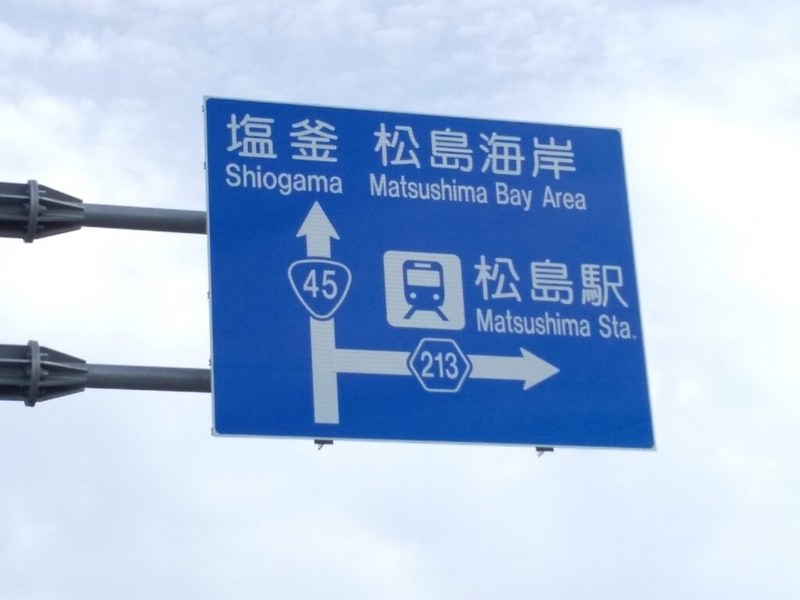 塩釜 松島海岸
Shiogama Matsushima Bay Area
45
松島駅
Matsushima Sta.
213